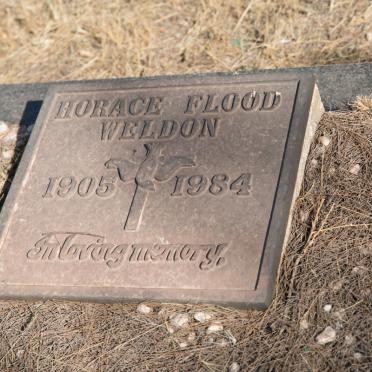 HORACE FLOOD
WELDON
1905 1984
In loving memory.